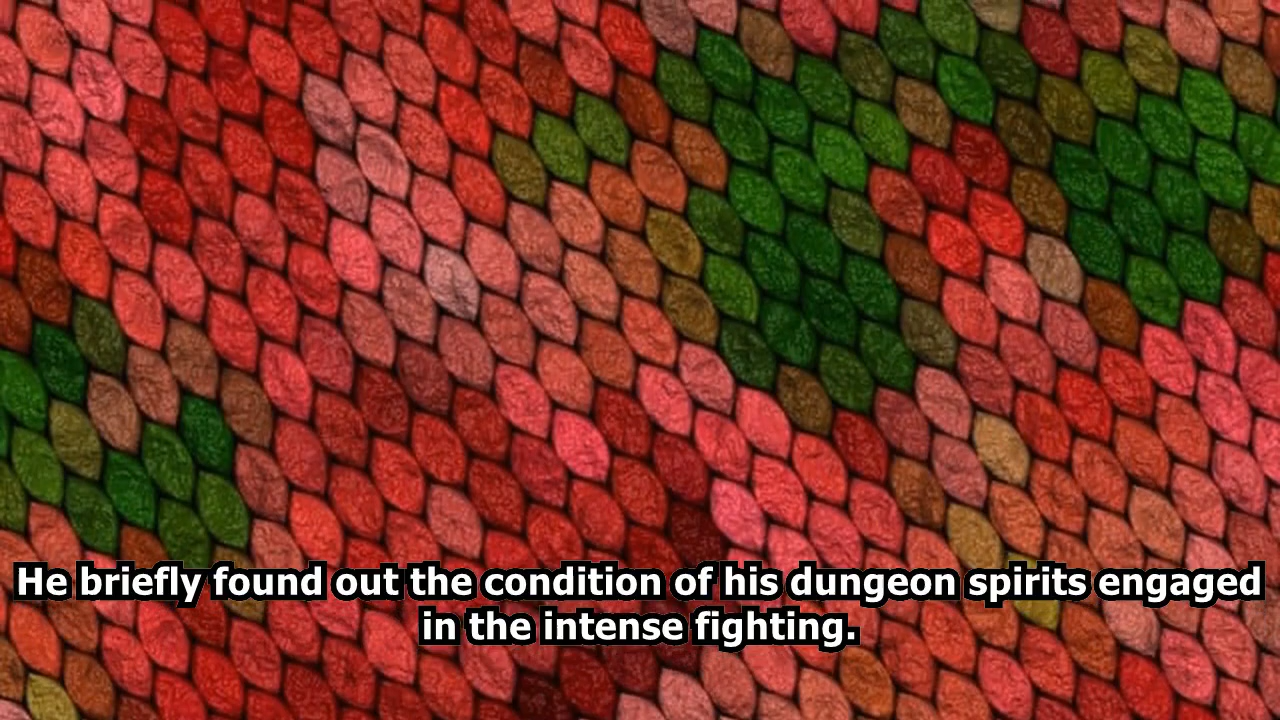 He briefly found out the condition of his dungeon spirits engaged
in the intense fighting.